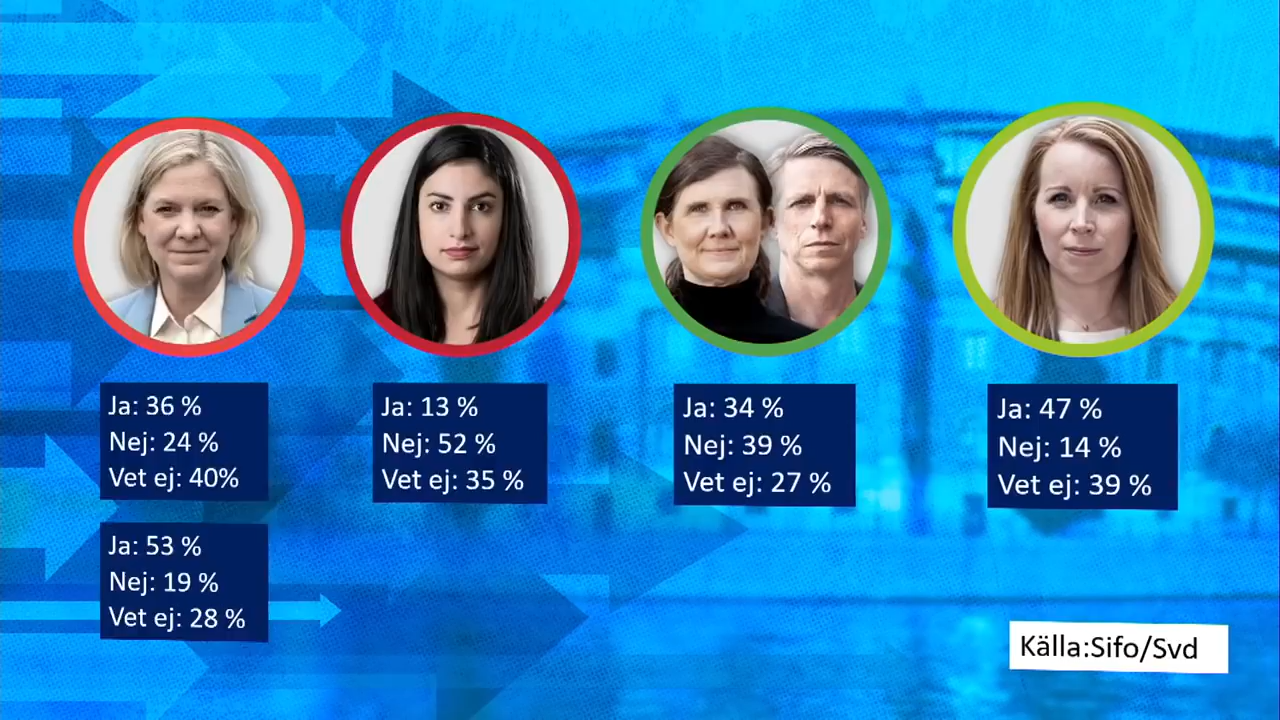 Ja: 36 %
Nej: 24 %
Vet ej: 40%
Ja: 53 %
Nej: 19 %
Vet ej: 28 %
Ja: 13 %
Nej: 52 %
Vet ej: 35 %
Ja: 34 %
Nej: 39 %
Vet ej: 27 %
Ja: 47 %
Nej: 14 %
Vet ej: 39 %
Källa:Sifo/Svd